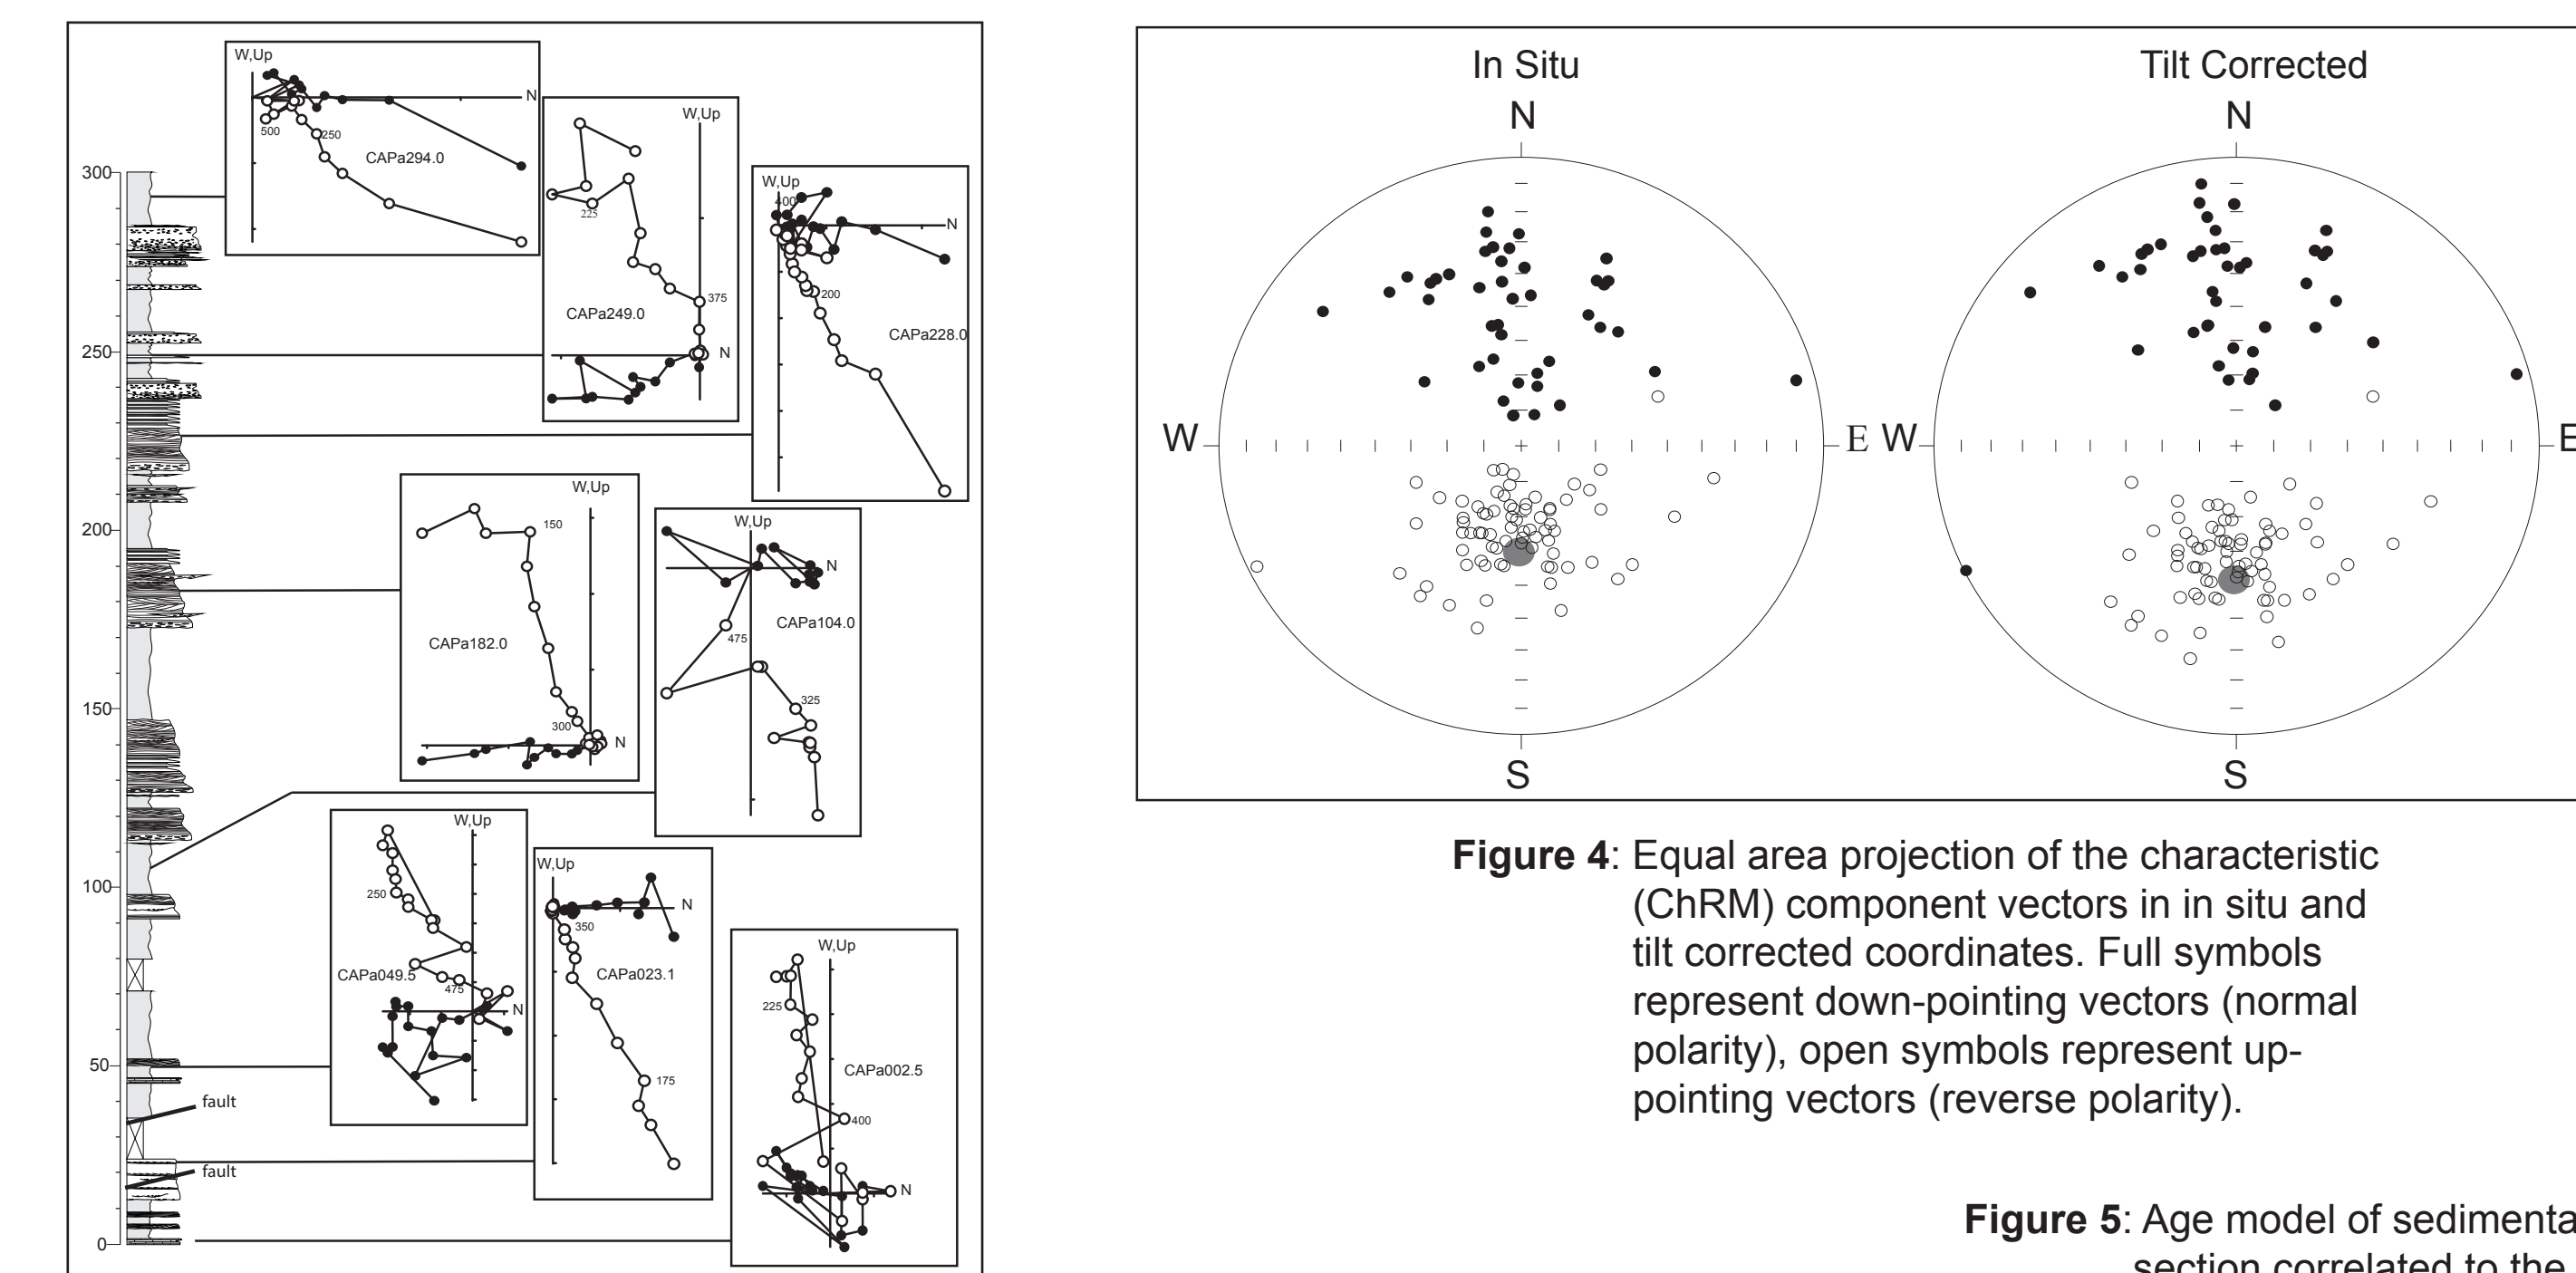 W,Up
N
500
250
CAPa294.0
W,Up
225
375
CAPa249.0
N
W,Up
400
N
200
CAPa228.0
W,Up
150
CAPa182.0
300
N
W,Up
N
CAPa104.0
475
325
W,Up
250
CAPa049.5
475
N
W,Up
N
350
CAPa023.1
175
W,Up
225
CAPa002.5
400
N
300
250
200
150
100
50
0
fault
fault
In Situ
N
W
E
S
Tilt Corrected
N
W
E
S
Figure 4: Equal area projection of the characteristic
(ChRM) component vectors in in situ and
tilt corrected coordinates. Full symbols
represent down-pointing vectors (normal
polarity), open symbols represent up-
pointing vectors (reverse polarity).
Figure 5: Age model of sedimenta
section correlated to the